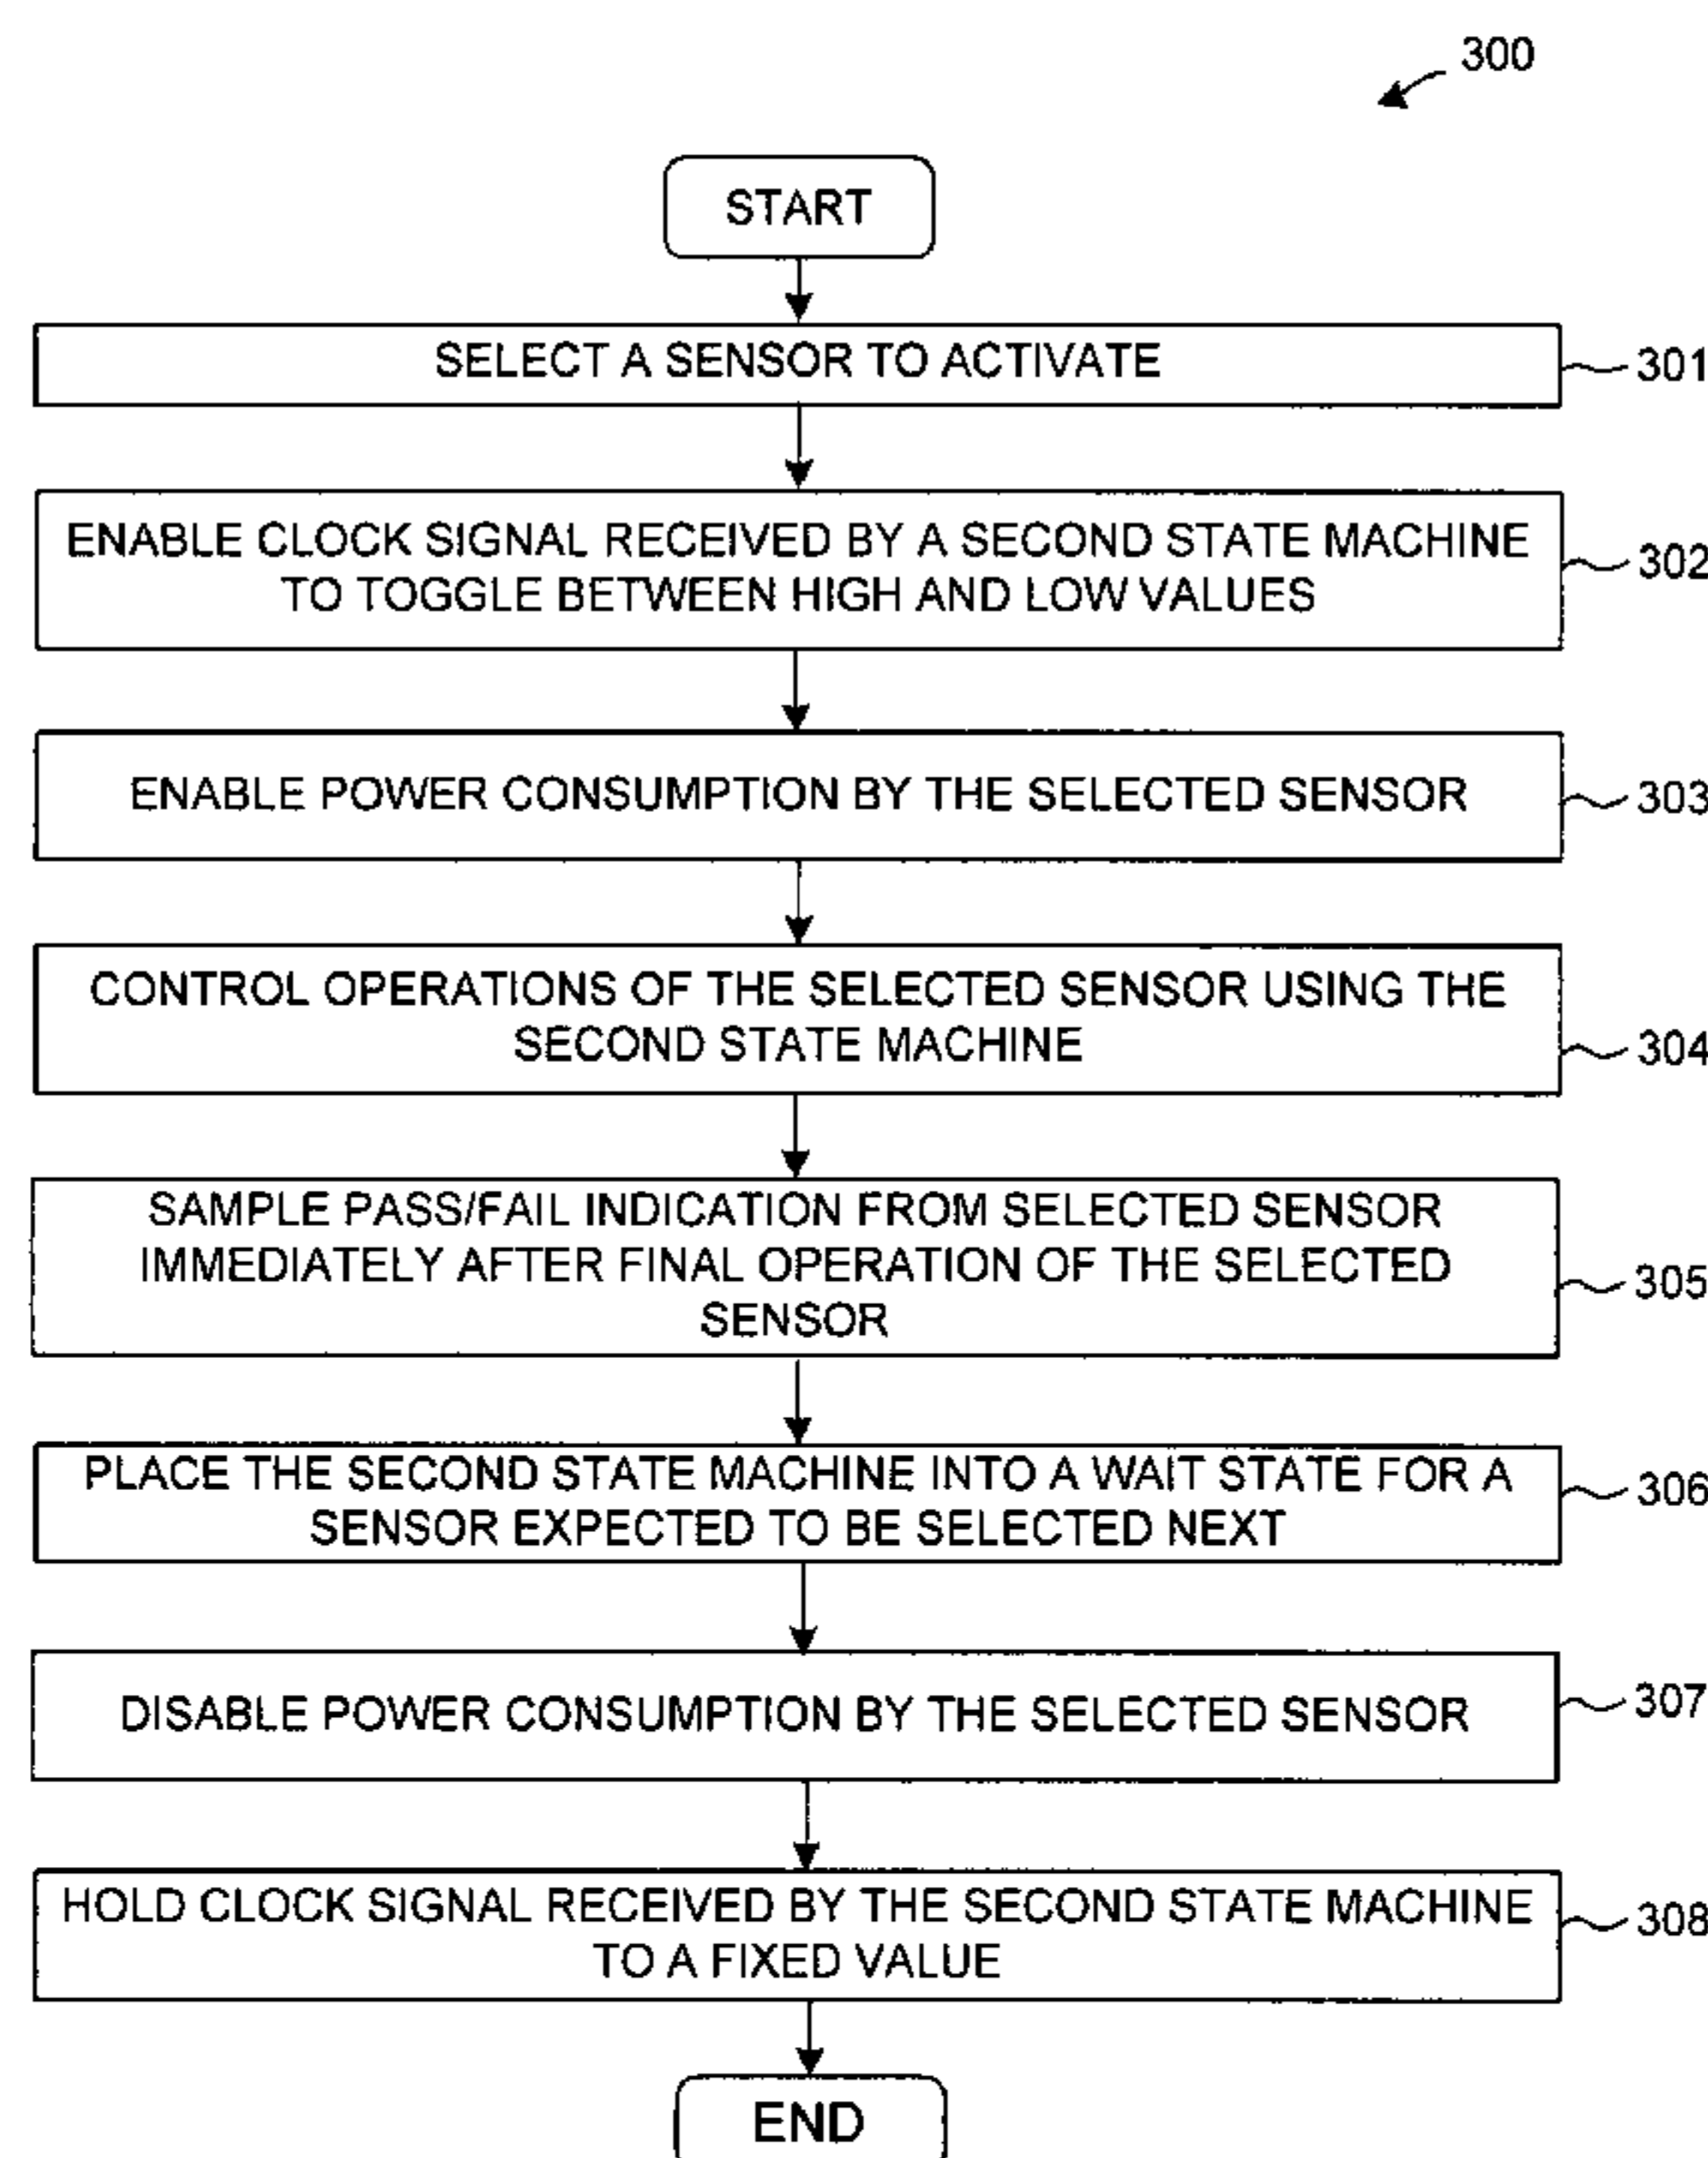 300
START
SELECT A SENSOR TO ACTIVATE
301
ENABLE CLOCK SIGNAL RECEIVED BY A SECOND STATE MACHINE
TO TOGGLE BETWEEN HIGH AND LOW VALUES
302
ENABLE POWER CONSUMPTION BY THE SELECTED SENSOR
303
CONTROL OPERATIONS OF THE SELECTED SENSOR USING THE
SECOND STATE MACHINE
304
SAMPLE PASS/FAIL INDICATION FROM SELECTED SENSOR
IMMEDIATELY AFTER FINAL OPERATION OF THE SELECTED
SENSOR
305
PLACE THE SECOND STATE MACHINE INTO A WAIT STATE FOR A
SENSOR EXPECTED TO BE SELECTED NEXT
306
DISABLE POWER CONSUMPTION BY THE SELECTED SENSOR
307
HOLD CLOCK SIGNAL RECEIVED BY THE SECOND STATE MACHINE
TO A FIXED VALUE
308
END